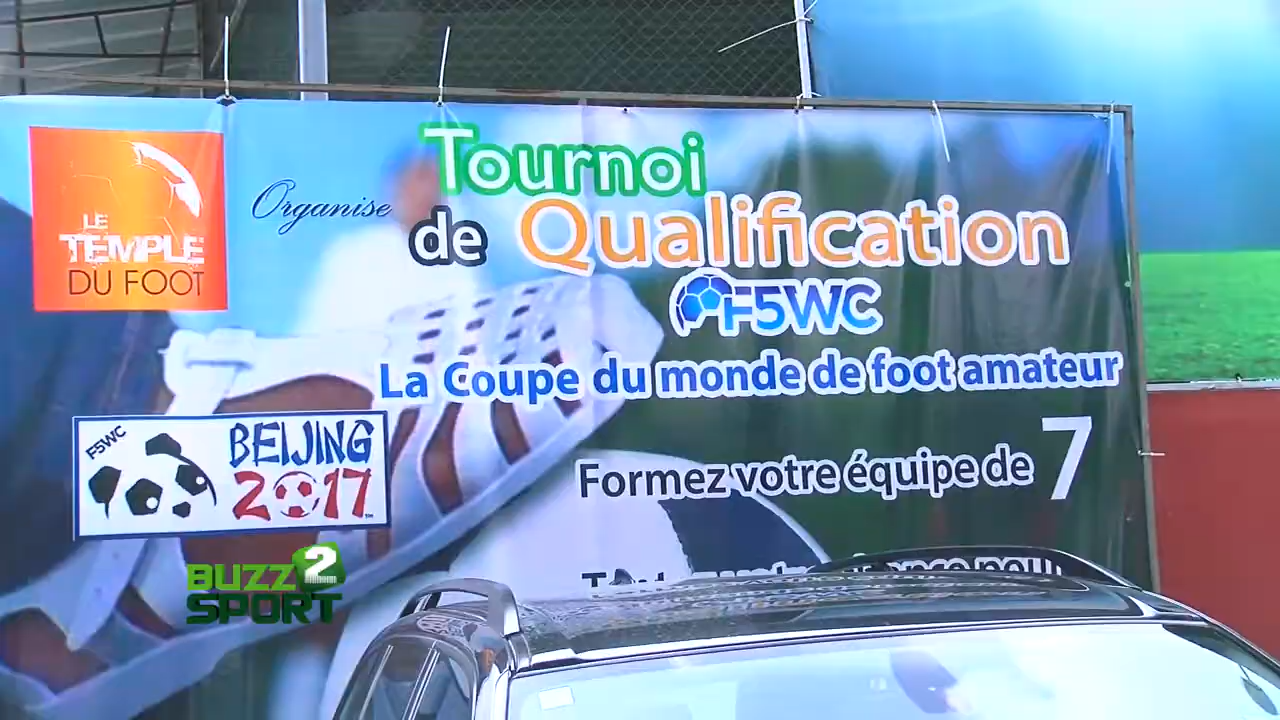 LE
TEMPLE
DU FOOT
Organise
Tournoi
de Qualification
F5WC
La Coupe du monde de foot amateur
F5WC
BEIJING
2017
Formez votre équipe de 7
BUZZ 2
SPORT